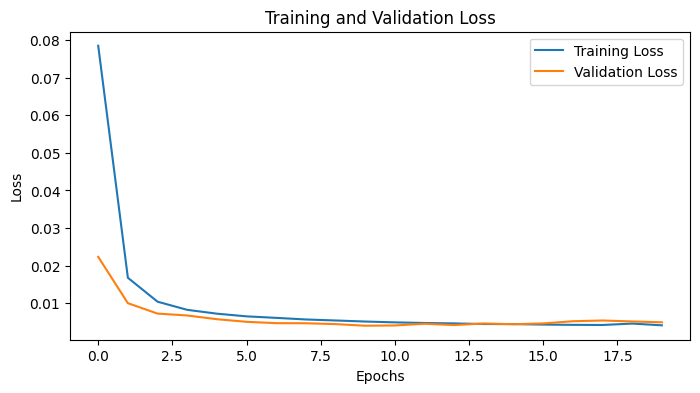 Training and Validation Loss
0.08
0.07
0.06
0.05
0.04
0.03
0.02
0.01
Loss
Training Loss
Validation Loss
0.0 2.5 5.0 7.5 10.0 12.5 15.0 17.5
Epochs